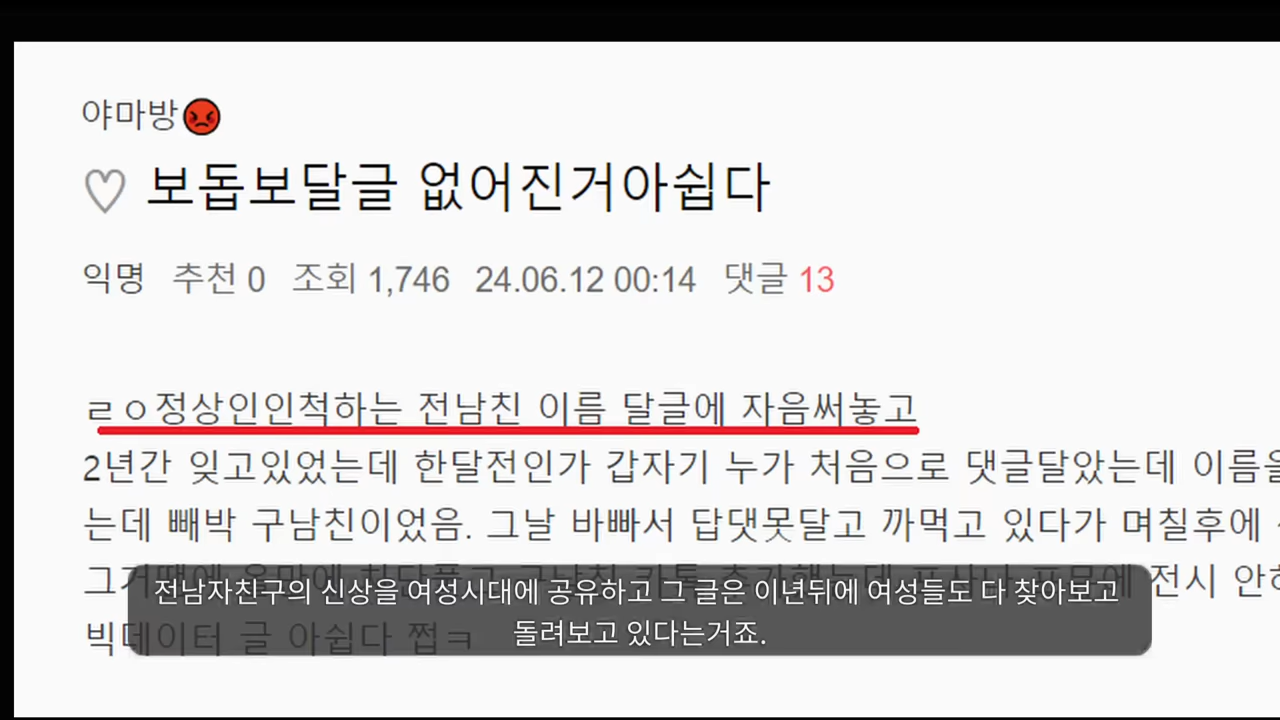 야마방😡
♡ 보돕보달글 없어진거아쉽다
익명 추천 0 조회 1,746 24.06.12 00:14 댓글 13
ㄹㅇ정상인인척하는 전남친 이름 달글에 자음써놓고
2년간 잊고있었는데 한달전인가 갑자기 누가 처음으로 댓글달았는데 이름을
는데 빼박 구남친이었음. 그날 바빠서 답댓못달고 까먹고 있다가 며칠후에
전시 안하
빅데이터 글 아쉽다 쩝ㅋ
전남자친구의 신상을 여성시대에 공유하고 그 글은 이년뒤에 여성들도 다 찾아보고
돌려보고 있다는거죠.